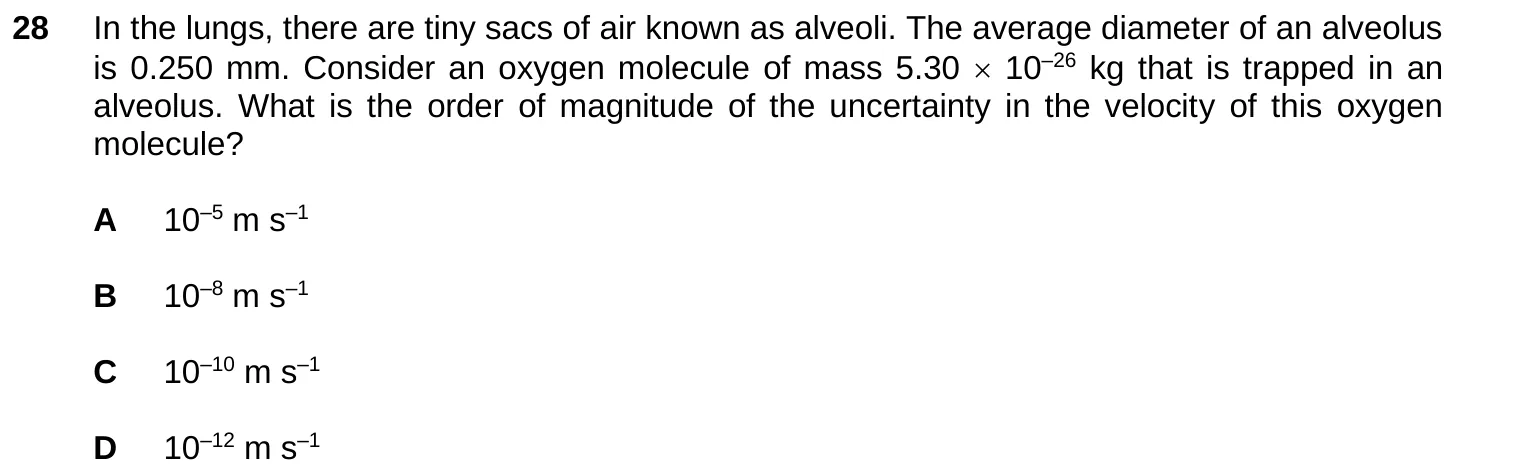 28 In the lungs, there are tiny sacs of air known as alveoli. The average diameter of an alveolus
is 0.250 mm. Consider an oxygen molecule of mass 5.30 × 10⁻²⁶ kg that is trapped in an
alveolus. What is the order of magnitude of the uncertainty in the velocity of this oxygen
molecule?
A 10⁻⁵ m s⁻¹
B 10⁻⁸ m s⁻¹
C 10⁻¹⁰ m s⁻¹
D 10⁻¹² m s⁻¹